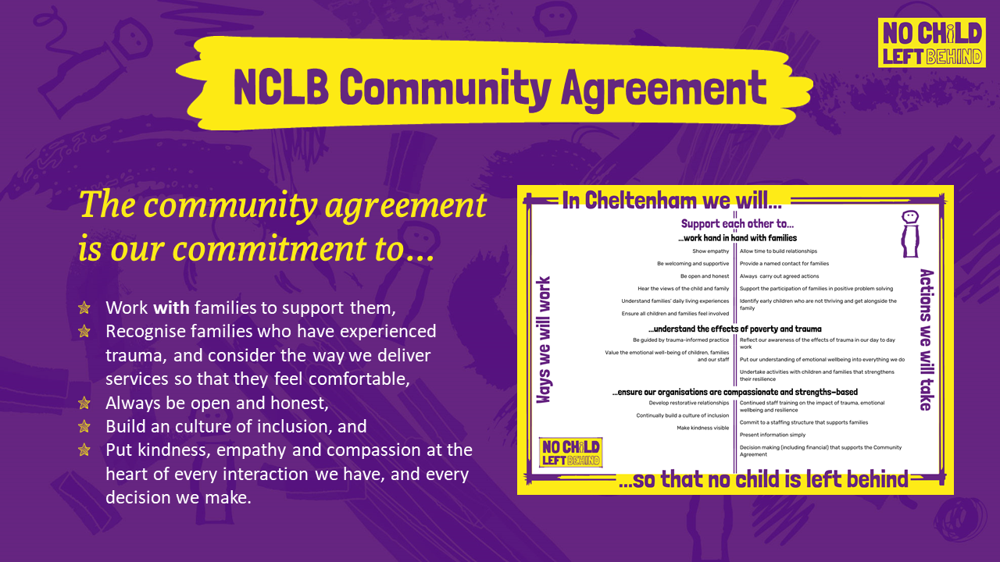 NO CHiLD
LEFT BEHIND
NCLB Community Agreement
The community agreement
is our commitment to...
Work with families to support them,
Recognise families who have experienced
trauma, and consider the way we deliver
services so that they feel comfortable,
Always be open and honest,
Build an culture of inclusion, and
Put kindness, empathy and compassion at the
heart of every interaction we have, and every
decision we make.
In Cheltenham we will...
Support each other to...
...work hand in hand with families
Ways we will work
Show empathy
Be welcoming and supportive
Be open and honest
Hear the views of the child and family
Understand families' daily living experiences
Ensure all children and families feel involved
Actions we will take
Allow time to build relationships
Provide a named contact for families
Always carry out agreed actions
Support the participation of families in positive problem solving
Identify early children who are not thriving and get alongside the
family
...understand the effects of poverty and trauma
Be guided by trauma-informed practice
Value the emotional well-being of children, families
and our staff
Reflect our awareness of the effects of trauma in our day to day
work
Put our understanding of emotional wellbeing into everything we do
Undertake activities with children and families that strengthens
their resilience
...ensure our organisations are compassionate and strengths-based
Develop restorative relationships
Continually build a culture of inclusion
Make kindness visible
Continued staff training on the impact of trauma, emotional
wellbeing and resilience
Commit to a staffing structure that supports families
Present information simply
Decision making (including financial) that supports the Community
Agreement
NO CHiLD
LEFT BEHIND
...so that no child is left behind